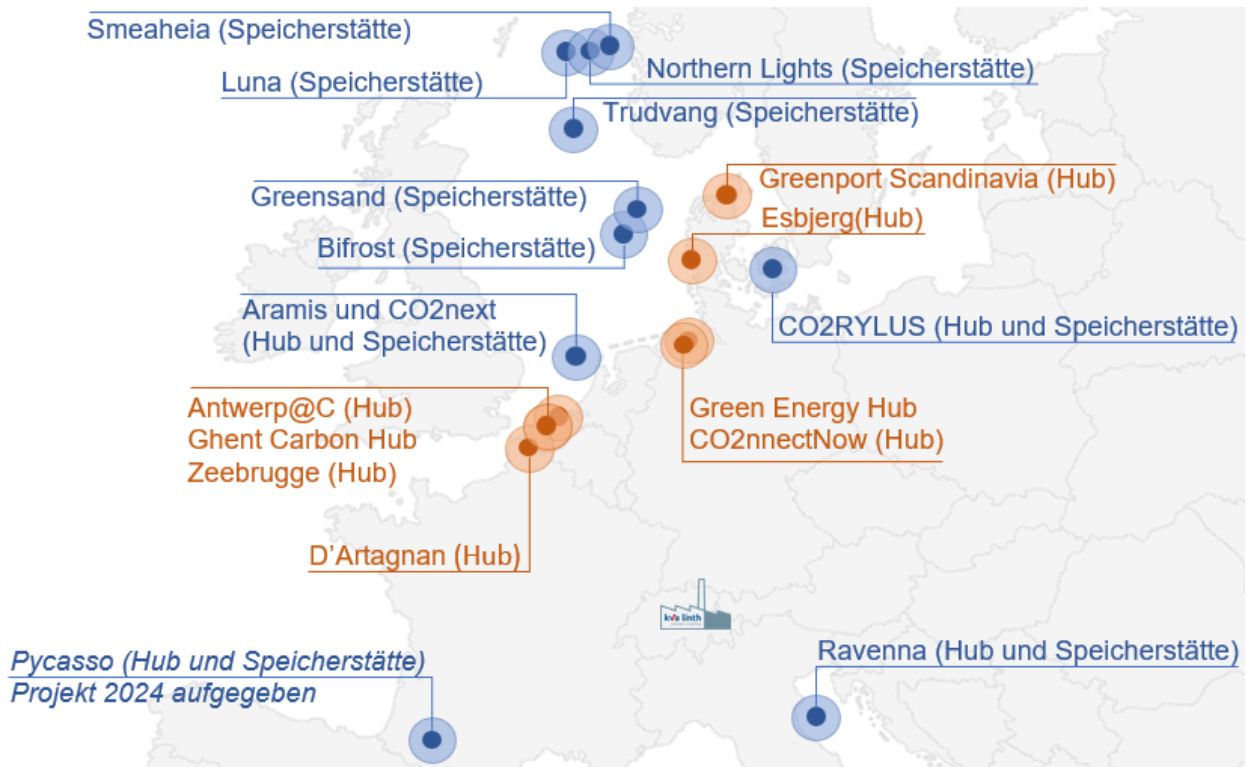 Smeaheia (Speicherstätte)
Luna (Speicherstätte)
Northern Lights (Speicherstätte)
Trudvang (Speicherstätte)
Greensand (Speicherstätte)
Bifrost (Speicherstätte)
Greenport Scandinavia (Hub)
Esbjerg(Hub)
Aramis und CO2next
(Hub und Speicherstätte)
CO2RYLUS (Hub und Speicherstätte)
Antwerp@C (Hub)
Ghent Carbon Hub
Zeebrugge (Hub)
Green Energy Hub
CO2nnectNow (Hub)
D'Artagnan (Hub)
kva linth
Pycasso (Hub und Speicherstätte)
Projekt 2024 aufgegeben
Ravenna (Hub und Speicherstätte)